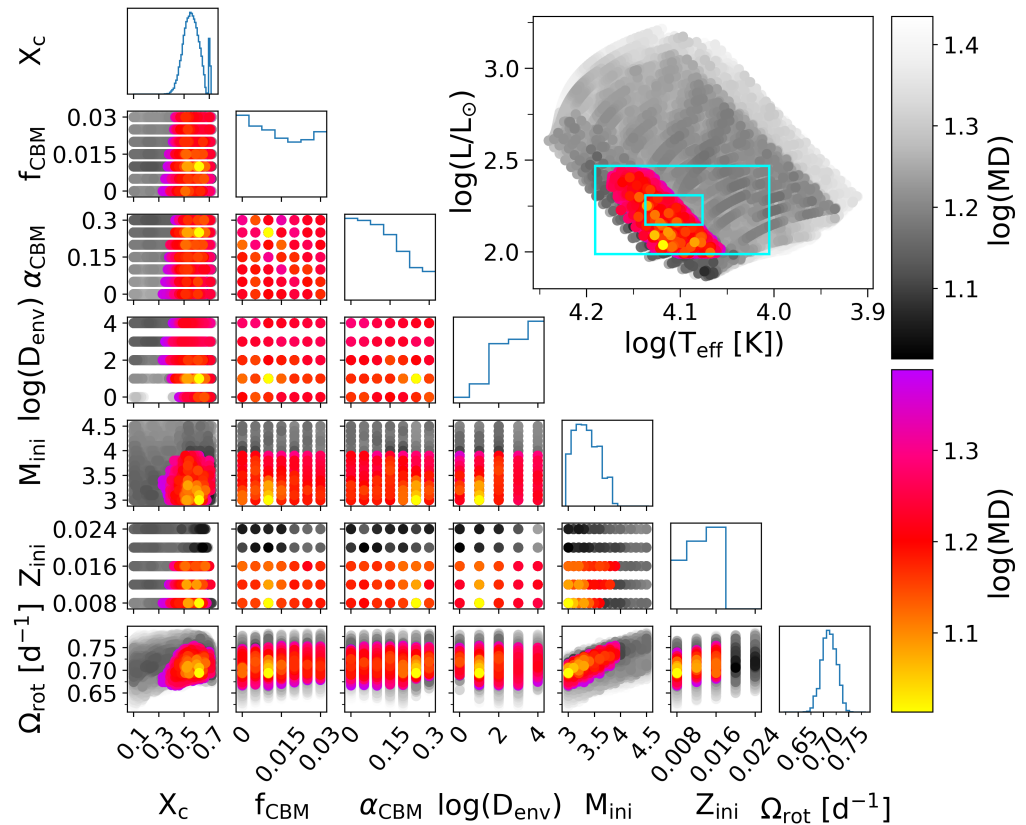 X_c
f_CBM
0.03
0.015
0
α_CBM
0.3
0.15
0
log(D_env)
4
2
0
M_ini
4.5
4
3.5
3
Z_ini
0.024
0.020
0.016
0.012
0.008
Ω_rot [d⁻¹]
0.75
0.70
0.65
0.1 0.3 0.5 0.7
0 0.015 0.03
0 0.15 0.3
0 2 4
3 3.5 4.5
0.008 0.016 0.024
0.65 0.70 0.75
X_c f_CBM α_CBM log(D_env) M_ini Z_ini Ω_rot [d⁻¹]
log(L/L⊙)
3.0
2.5
2.0
4.2 4.1 4.0 3.9
log(T_eff [K])
1.4
1.3
1.2
1.1
log(MD)
1.3
1.2
1.1
log(MD)